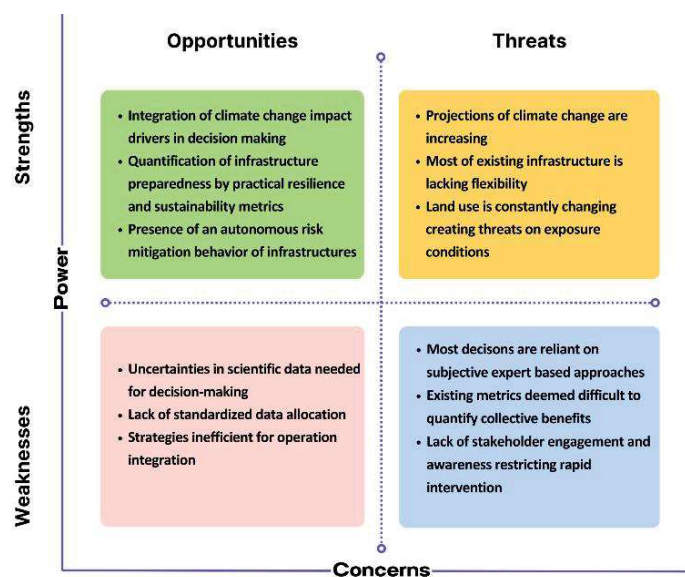 Opportunities
Threats
Strengths
• Integration of climate change impact
drivers in decision making
• Quantification of infrastructure
preparedness by practical resilience
and sustainability metrics
• Presence of an autonomous risk
mitigation behavior of infrastructures
• Projections of climate change are
increasing
• Most of existing infrastructure is
lacking flexibility
• Land use is constantly changing
creating threats on exposure
conditions
Power
Weaknesses
• Uncertainties in scientific data needed
for decision-making
• Lack of standardized data allocation
• Strategies inefficient for operation
integration
• Most decisons are reliant on
subjective expert based approaches
• Existing metrics deemed difficult to
quantify collective benefits
• Lack of stakeholder engagement and
awareness restricting rapid
intervention
Concerns